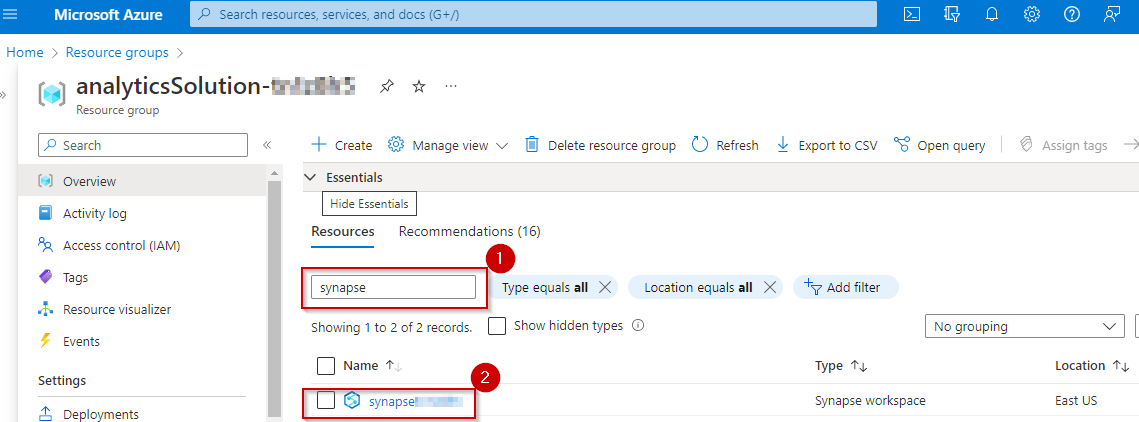 Microsoft Azure
Search resources, services, and docs (G+/)
Home > Resource groups >
analyticsSolution-
Resource group
Search
Overview
Activity log
Access control (IAM)
Tags
Resource visualizer
Events
Settings
Deployments
Create Manage view Delete resource group Refresh Export to CSV Open query Assign tags
Essentials
Hide Essentials
Resources Recommendations (16)
1
synapse Type equals all Location equals all Add filter
Showing 1 to 2 of 2 records. Show hidden types No grouping
Name Type Location
2
synapse Synapse workspace East US